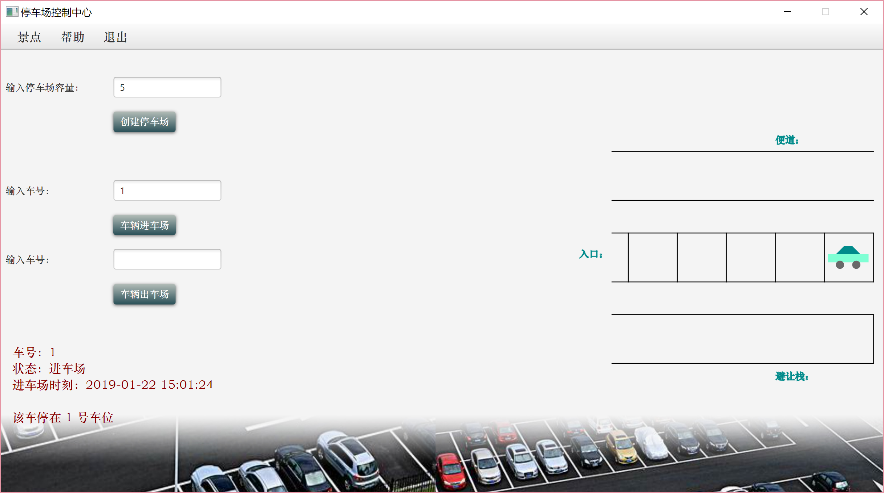 停车场控制中心
景点 帮助 退出
输入停车场容量: 5
创建停车场
便道:
输入车号: 1
车辆进车场
入口:
输入车号:
车辆出车场
车号: 1
状态: 进车场
进车场时刻: 2019-01-22 15:01:24
避让栈:
该车停在 1 号车位